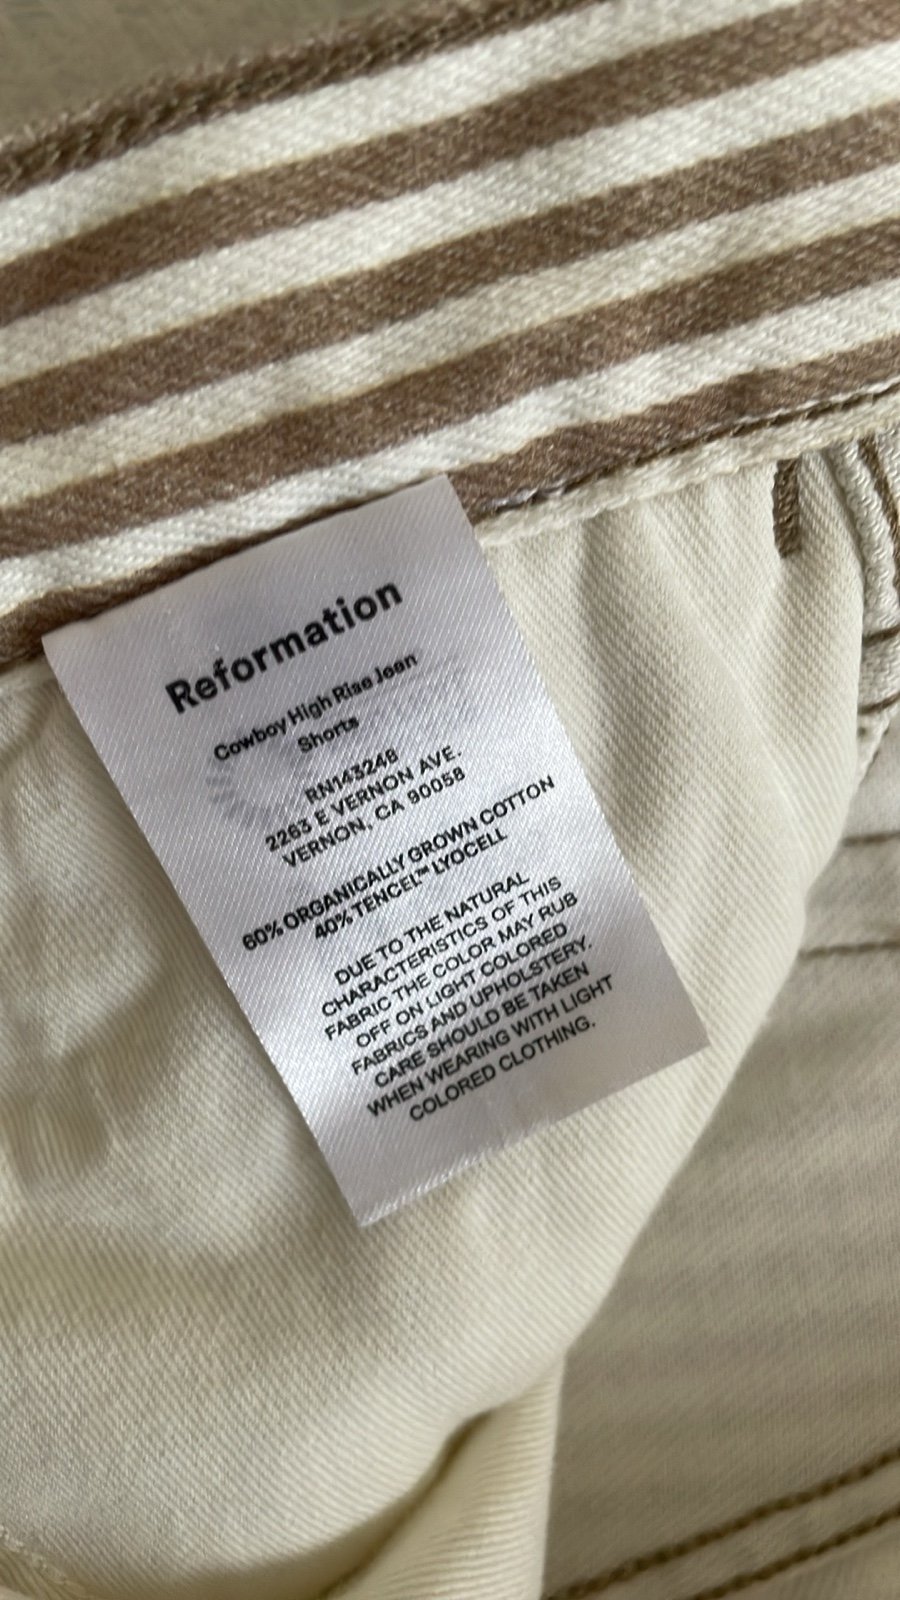 Reformation
Cowboy High Rise Jean
Shorts
RN143248
2263 E VERNON AVE.
VERNON, CA 90058
60% ORGANICALLY GROWN COTTON
40% TENCEL™ LYOCELL
DUE TO THE NATURAL
CHARACTERISTICS OF THIS
FABRIC THE COLOR MAY RUB
OFF ON LIGHT COLORED
FABRICS AND UPHOLSTERY.
CARE SHOULD BE TAKEN
WHEN WEARING WITH LIGHT
COLORED CLOTHING.